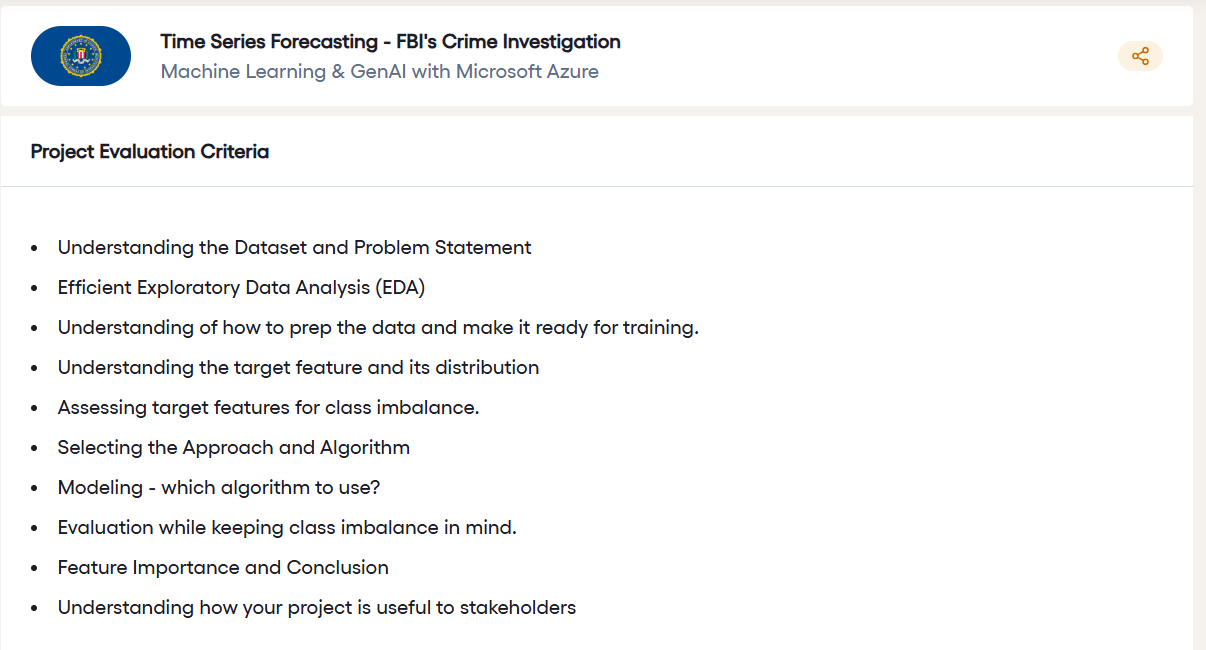 Time Series Forecasting - FBI's Crime Investigation
Machine Learning & GenAI with Microsoft Azure
Project Evaluation Criteria
• Understanding the Dataset and Problem Statement
• Efficient Exploratory Data Analysis (EDA)
• Understanding of how to prep the data and make it ready for training.
• Understanding the target feature and its distribution
• Assessing target features for class imbalance.
• Selecting the Approach and Algorithm
• Modeling - which algorithm to use?
• Evaluation while keeping class imbalance in mind.
• Feature Importance and Conclusion
• Understanding how your project is useful to stakeholders